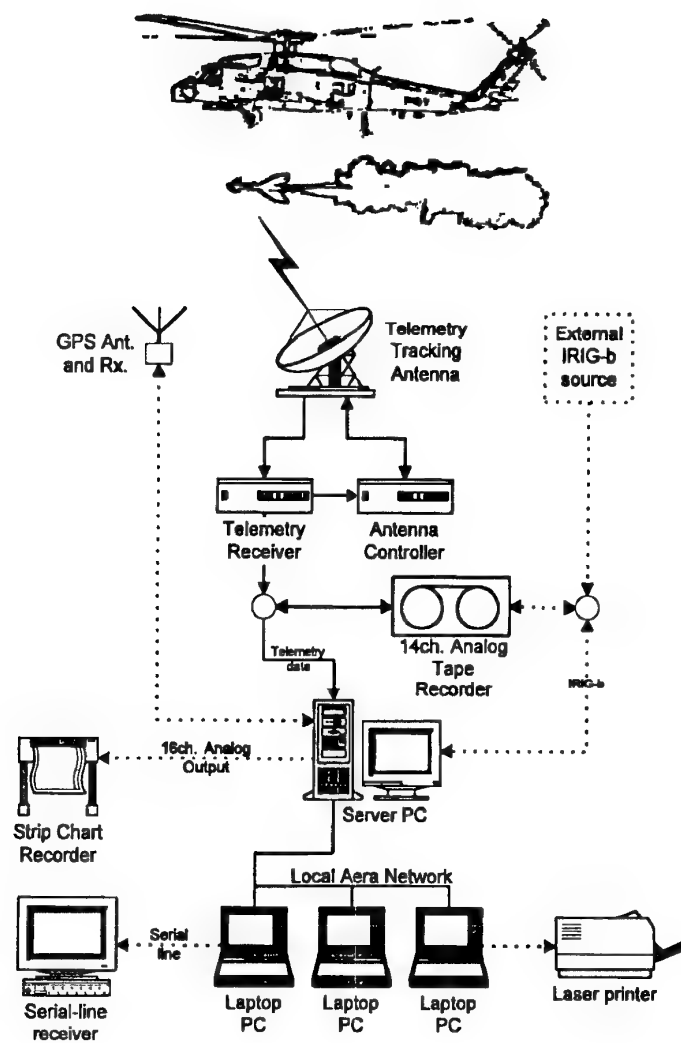 GPS Ant.
and Rx.
Telemetry
Tracking
Antenna
External
IRIG-b
source
Telemetry
Receiver
Antenna
Controller
14ch. Analog
Tape
Recorder
Telemetry
data
IRIG-b
16ch. Analog
Output
Strip Chart
Recorder
Server PC
Local Aera Network
Serial
line
Serial-line
receiver
Laptop
PC
Laptop
PC
Laptop
PC
Laser printer